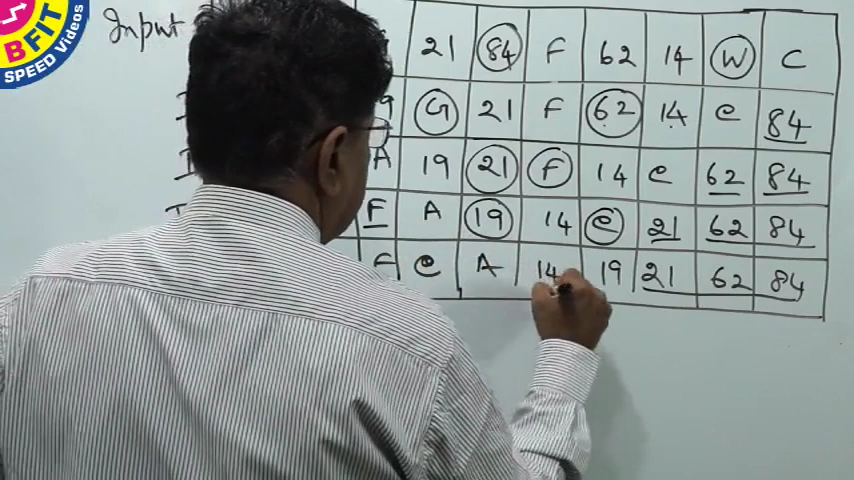 BFIT
SPEED Videos
Input
21 84 F 62 14 W C
9 G 21 F 62 14 e 84
A 19 21 F 14 e 62 84
F A 19 14 e 21 62 84
F e A 14 19 21 62 84